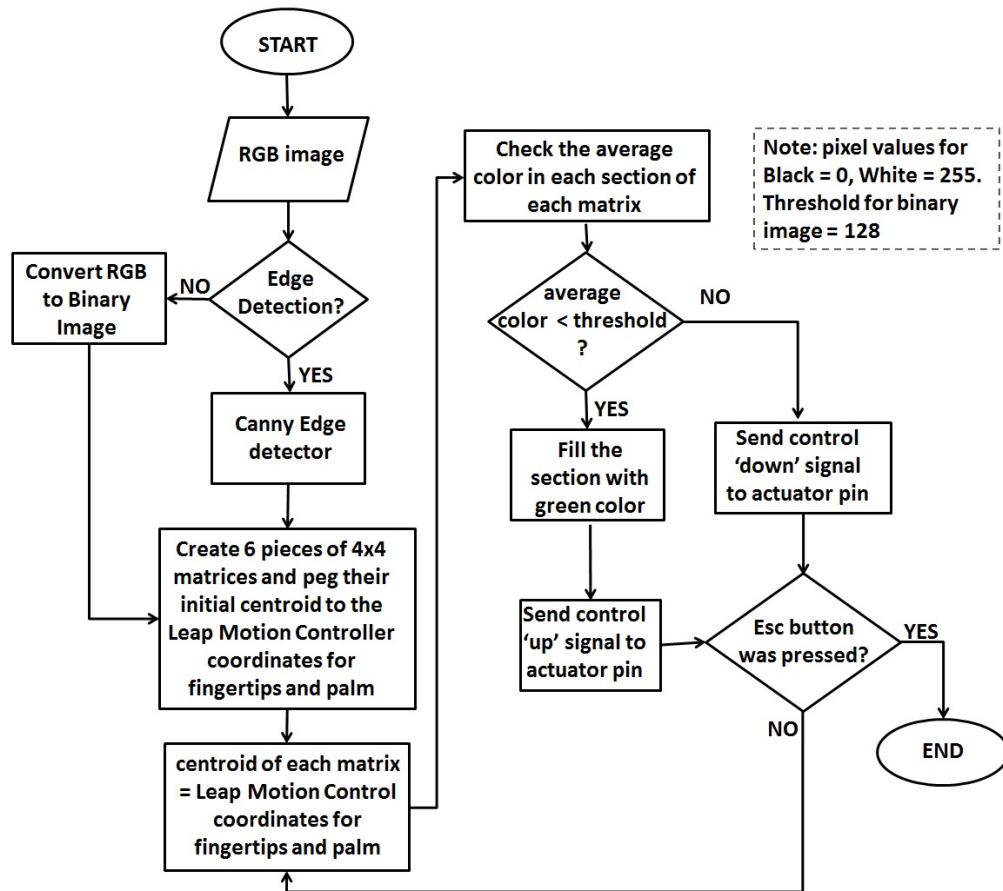 START
RGB image
Edge
Detection?
NO
Convert RGB
to Binary
Image
YES
Canny Edge
detector
Create 6 pieces of 4x4
matrices and peg their
initial centroid to the
Leap Motion Controller
coordinates for
fingertips and palm
centroid of each matrix
= Leap Motion Control
coordinates for
fingertips and palm
Check the average
color in each section of
each matrix
average
color < threshold
?
YES
Fill the
section with
green color
Send control
‘up’ signal to
actuator pin
NO
Send control
‘down’ signal
to actuator pin
Esc button
was pressed?
YES
NO
END
Note: pixel values for
Black = 0, White = 255.
Threshold for binary
image = 128